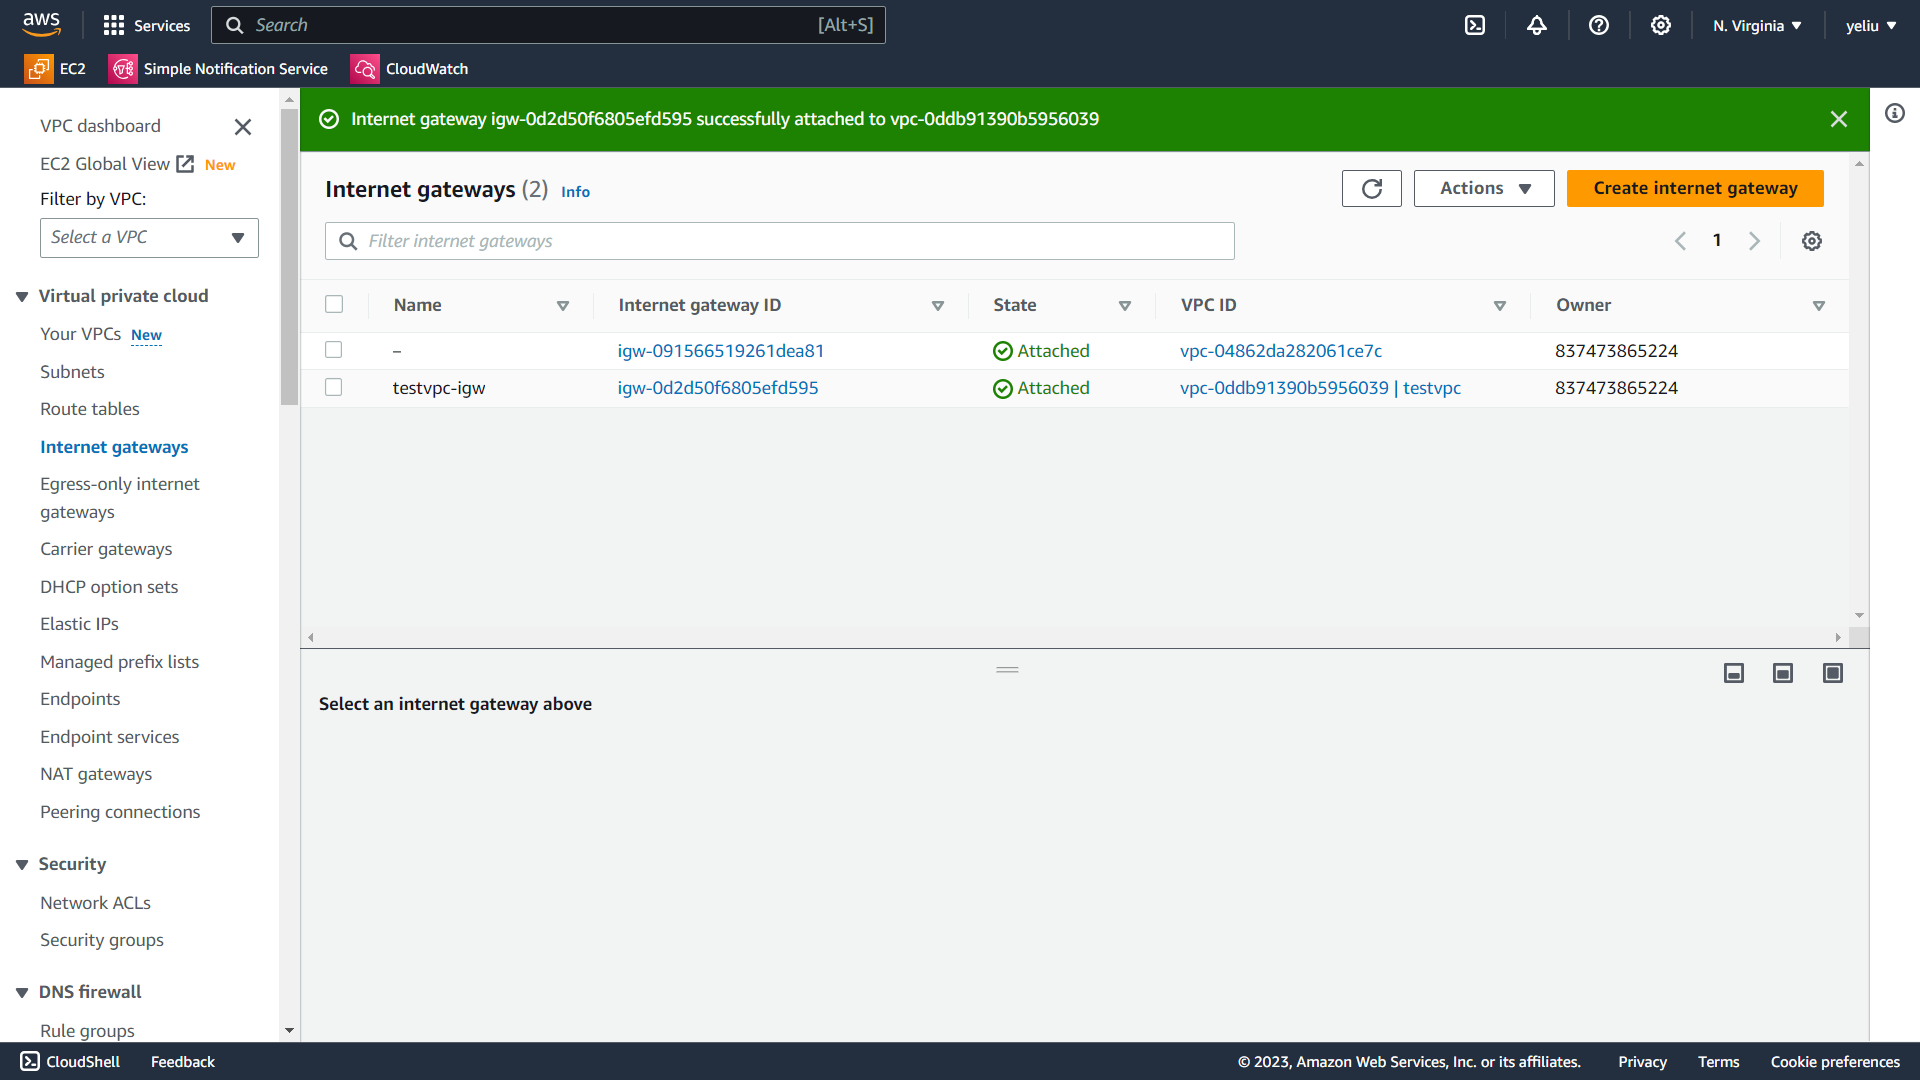 aws
Services
Search
[Alt+S]
N. Virginia
yeliu
EC2
Simple Notification Service
CloudWatch
VPC dashboard
EC2 Global View New
Filter by VPC:
Select a VPC
Virtual private cloud
Your VPCs New
Subnets
Route tables
Internet gateways
Egress-only internet
gateways
Carrier gateways
DHCP option sets
Elastic IPs
Managed prefix lists
Endpoints
Endpoint services
NAT gateways
Peering connections
Security
Network ACLs
Security groups
DNS firewall
Rule groups
Internet gateway igw-0d2d50f6805efd595 successfully attached to vpc-0ddb91390b5956039
Internet gateways (2) Info
Actions
Create internet gateway
Filter internet gateways
1
Name Internet gateway ID State VPC ID Owner
– igw-091566519261dea81 Attached vpc-04862da282061ce7c 837473865224
testvpc-igw igw-0d2d50f6805efd595 Attached vpc-0ddb91390b5956039 | testvpc 837473865224
Select an internet gateway above
CloudShell
Feedback
© 2023, Amazon Web Services, Inc. or its affiliates.
Privacy
Terms
Cookie preferences